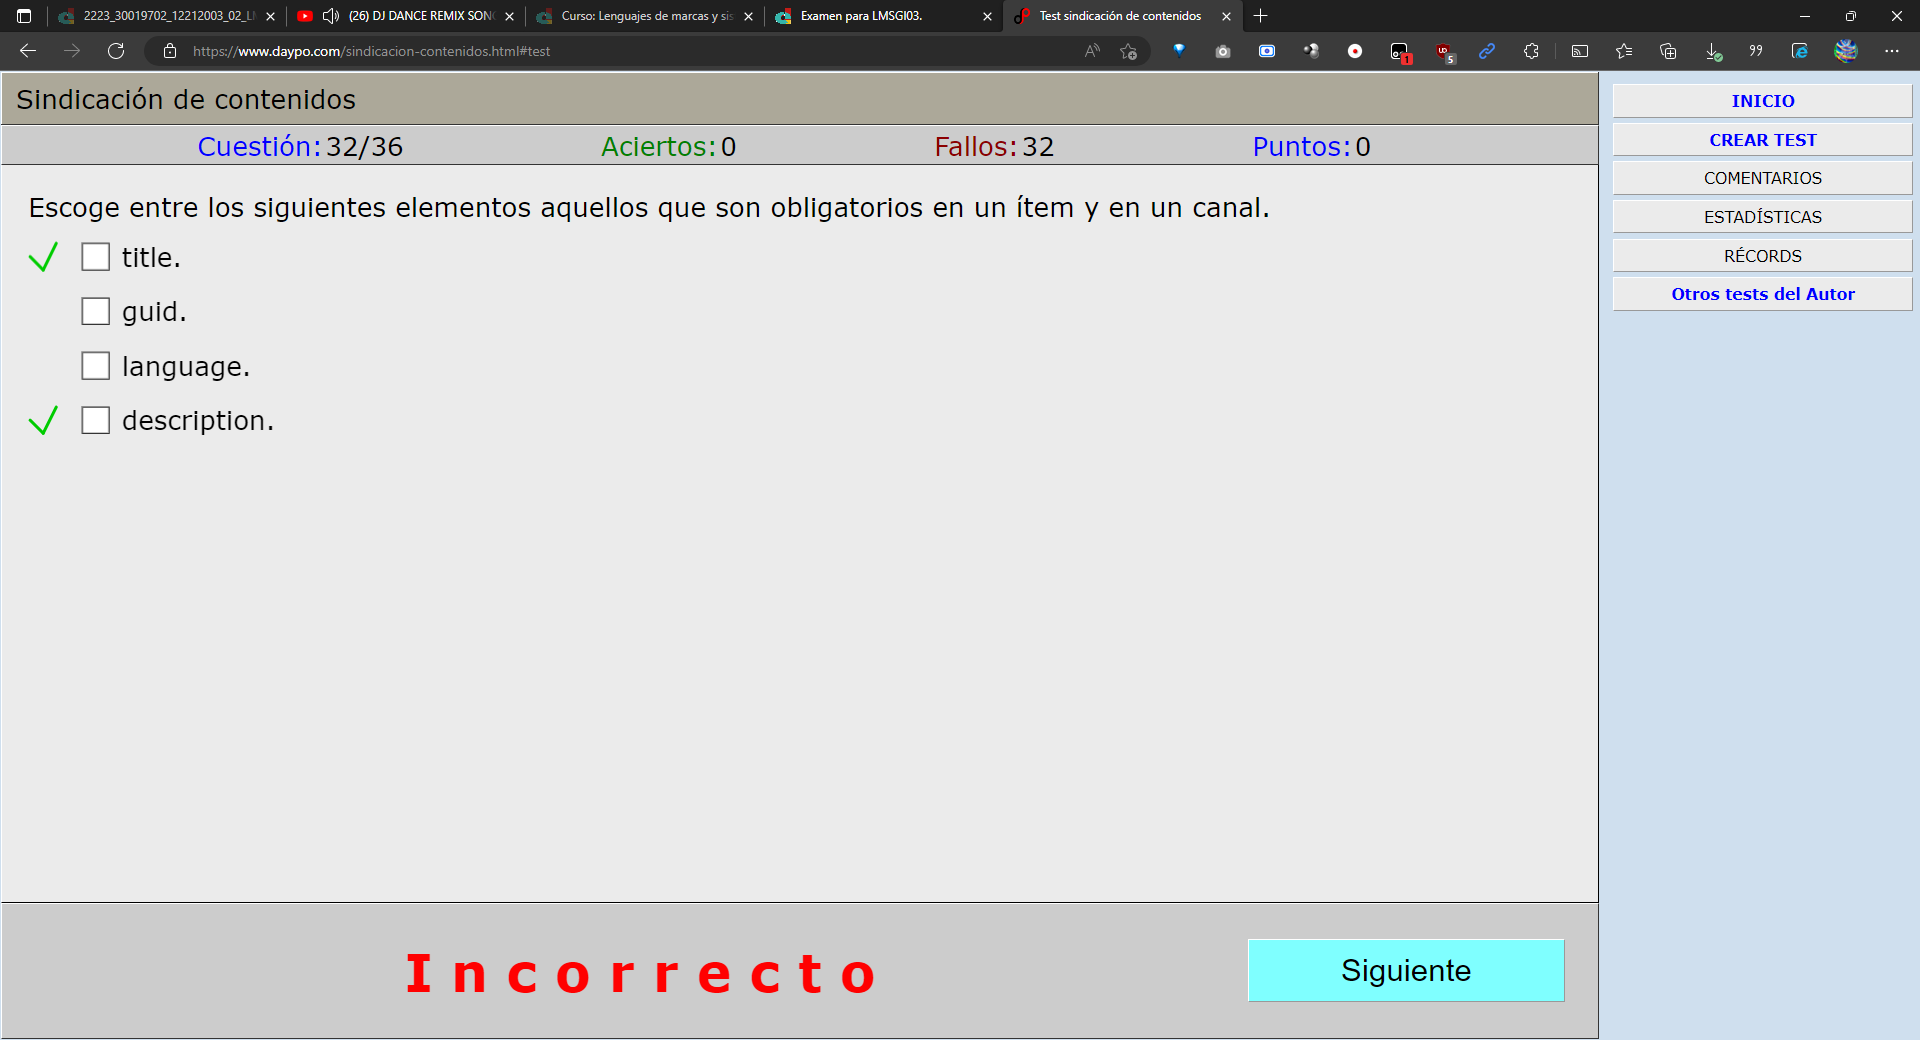 2223_30019702_12212003_02_LM
(26) DJ DANCE REMIX SONG
Curso: Lenguajes de marcas y sis
Examen para LMSGI03.
Test sindicación de contenidos
https://www.daypo.com/sindicacion-contenidos.html#test
1
5
Sindicación de contenidos
Cuestión: 32/36 Aciertos: 0 Fallos: 32 Puntos: 0
Escoge entre los siguientes elementos aquellos que son obligatorios en un ítem y en un canal.
title.
guid.
language.
description.
Incorrecto
Siguiente
INICIO
CREAR TEST
COMENTARIOS
ESTADÍSTICAS
RÉCORDS
Otros tests del Autor